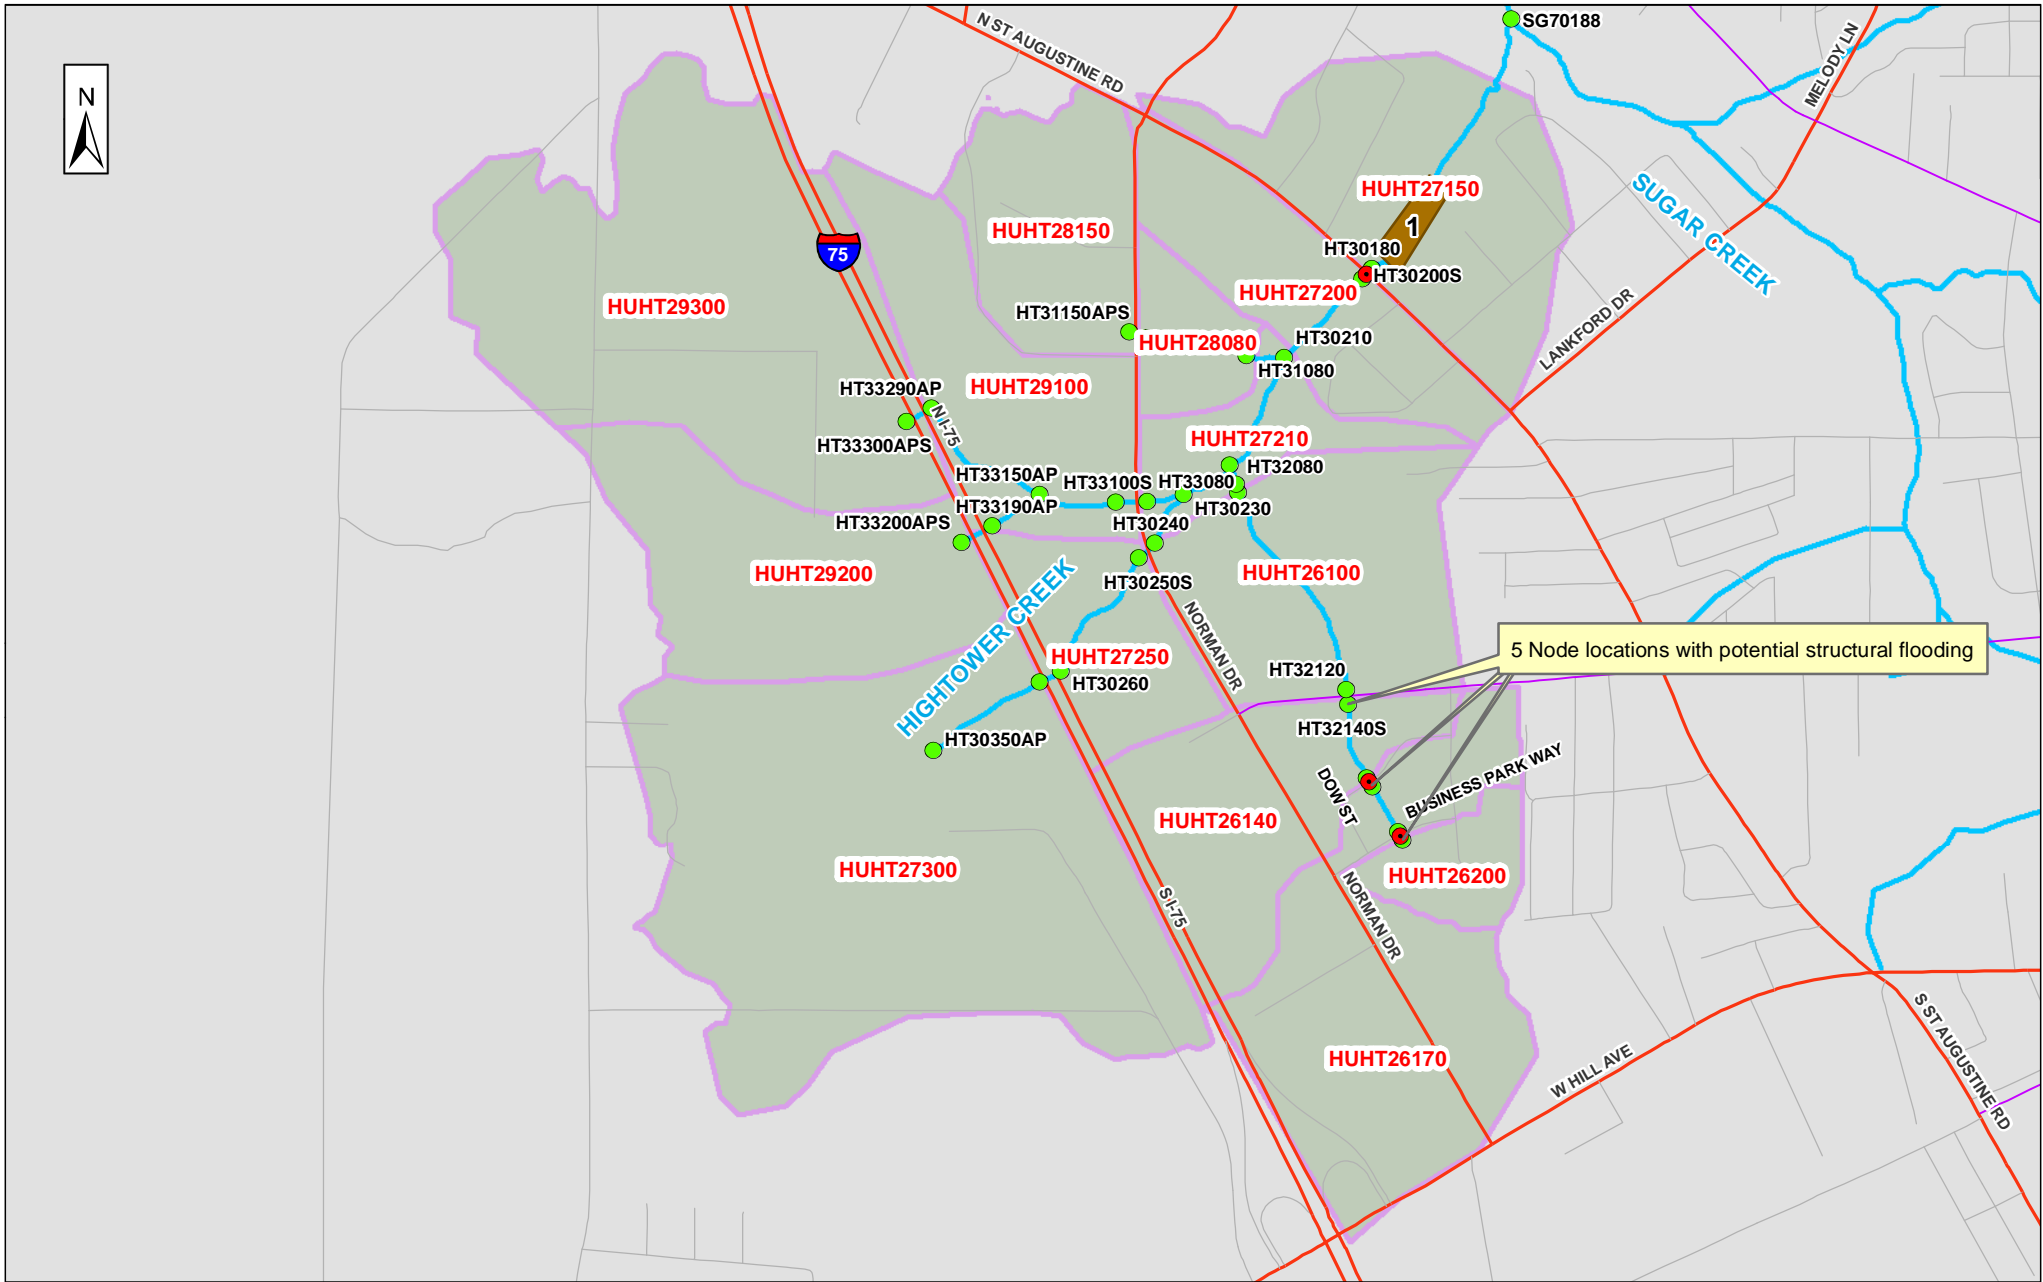 SG70188
N ST AUGUSTINE RD
MELODY LN
N
HUHT27150
SUGAR CREEK
1
HUHT28150
HT30180
75
HT30200S
HUHT27200
HUHT29300
HT31150APS
HUHT28080
HT30210
LANKFORD DR
HT31080
HUHT29100
HT33290AP
N I-75
HT33300APS
HUHT27210
HT32080
HT33150AP
HT33100S
HT33080
HT33190AP
HT30230
HT33200APS
HT30240
HUHT29200
HT30250S
HUHT26100
HIGHTOWER CREEK
NORMAN DR
5 Node locations with potential structural flooding
HUHT27250
HT32120
HT30260
HT32140S
HT30350AP
BUSINESS PARK WAY
DOW ST
HUHT26140
HUHT27300
HUHT26200
S I-75
NORMAN DR
HUHT26170
W HILL AVE
S ST AUGUSTINE RD